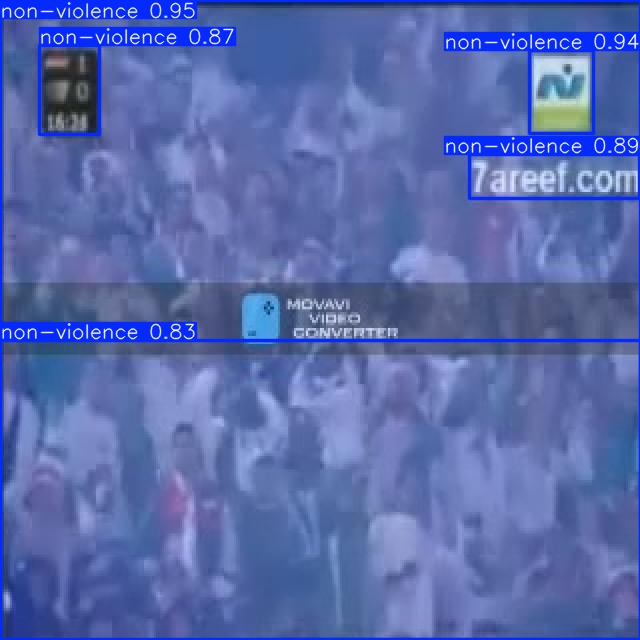 non-violence 0.95
non-violence 0.87
non-violence 0.94
1
0
16:38
non-violence 0.89
7areef.com
MOVAVI
VIDEO
CONVERTER
non-violence 0.83